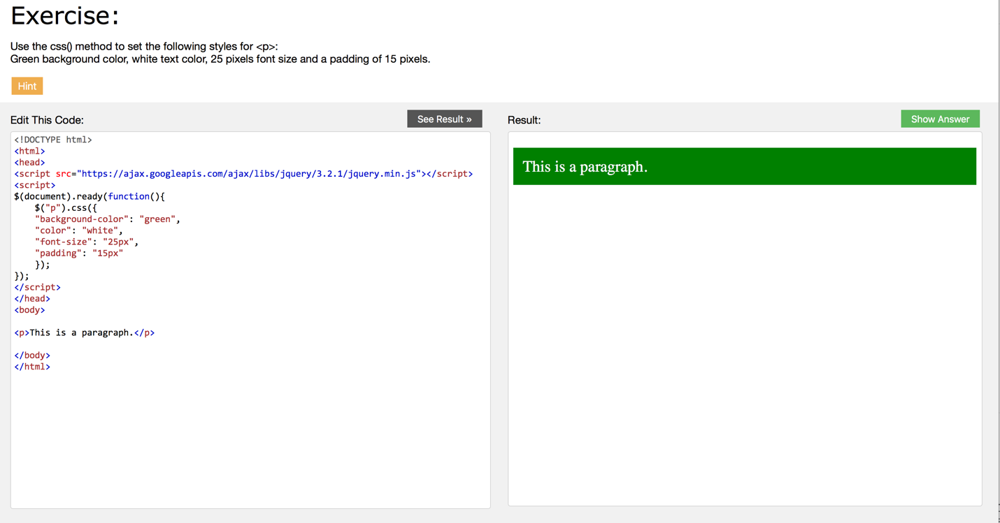 Exercise:
Use the css() method to set the following styles for <p>:
Green background color, white text color, 25 pixels font size and a padding of 15 pixels.
Hint
Edit This Code:
See Result »
<!DOCTYPE html>
<html>
<head>
<script src="https://ajax.googleapis.com/ajax/libs/jquery/3.2.1/jquery.min.js"></script>
<script>
$(document).ready(function(){
    $("p").css({
    "background-color": "green",
    "color": "white",
    "font-size": "25px",
    "padding": "15px"
    });
});
</script>
</head>
<body>
<p>This is a paragraph.</p>
</body>
</html>
Result:
Show Answer
This is a paragraph.